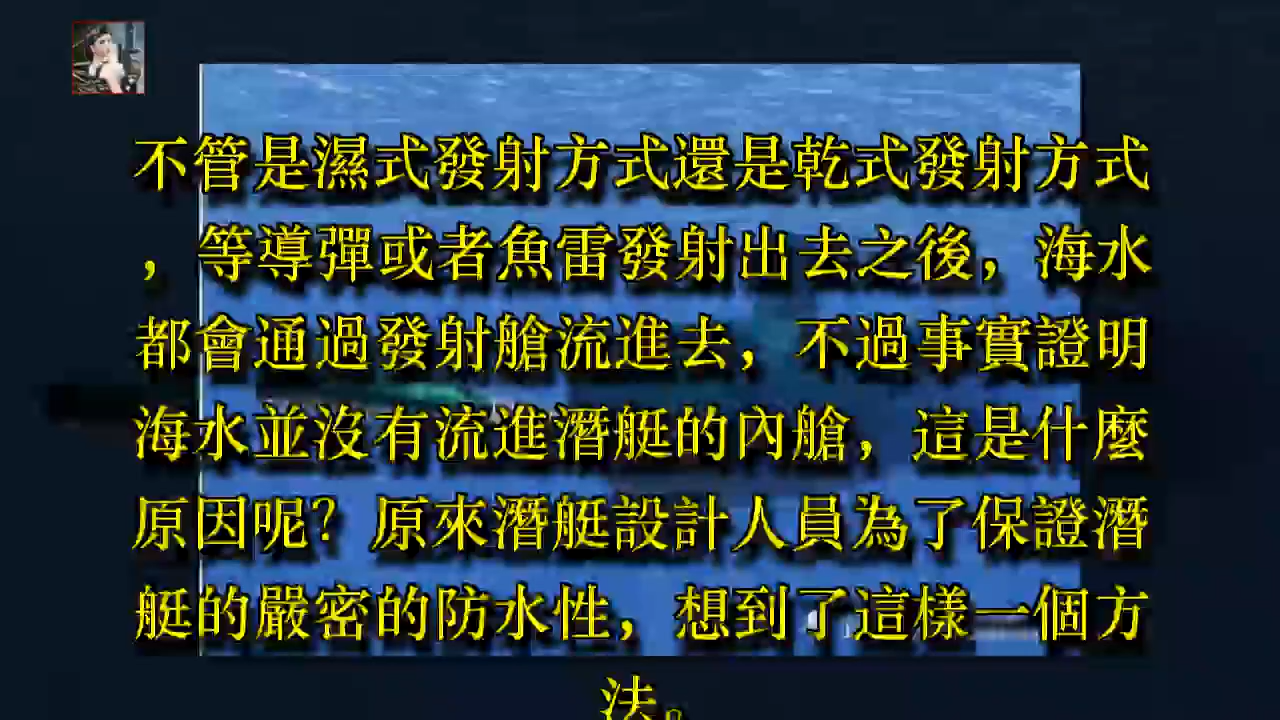 不管是濕式發射方式還是乾式發射方式
，等導彈或者魚雷發射出去之後，海水
都會通過發射艙流進去，不過事實證明
海水並沒有流進潛艇的內艙，這是什麼
原因呢？原來潛艇設計人員為了保證潛
艇的嚴密的防水性，想到了這樣一個方
法。